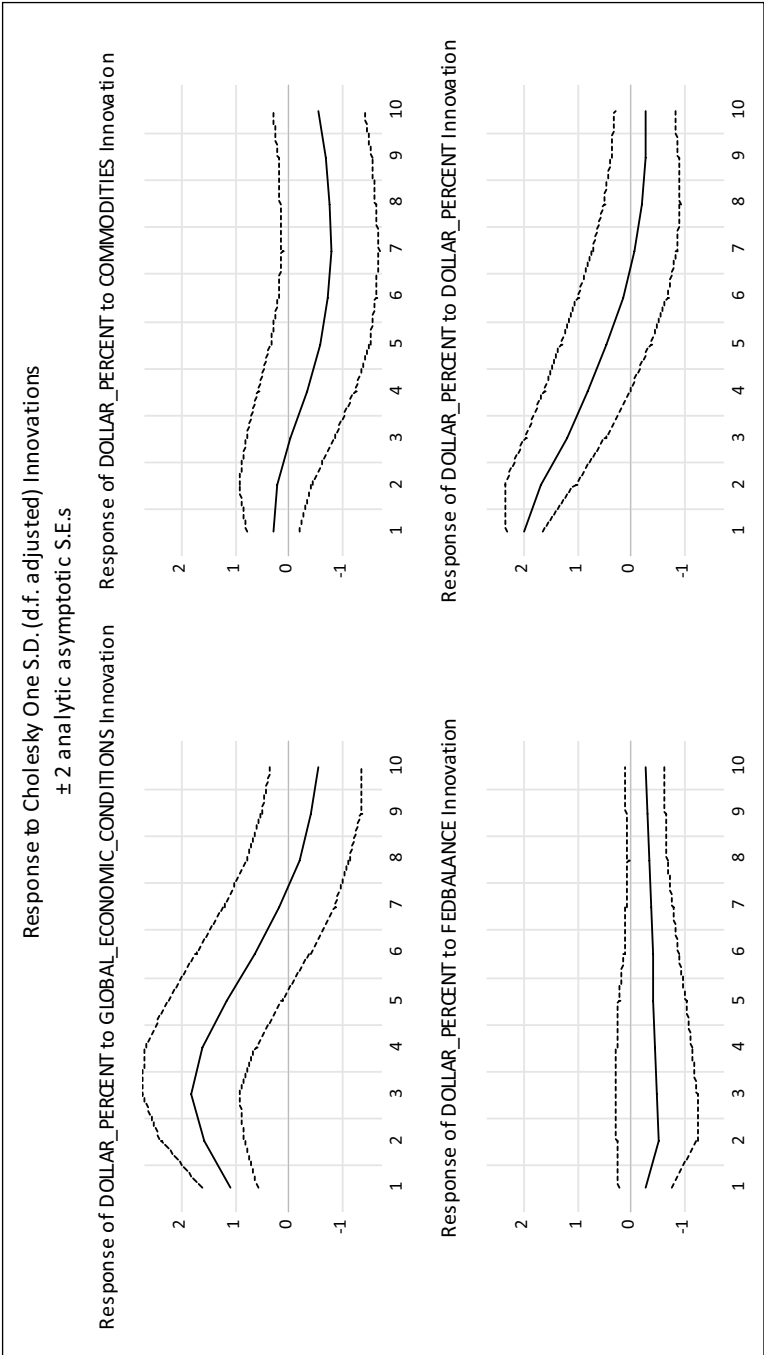 Response to Cholesky One S.D. (d.f. adjusted) Innovations
± 2 analytic asymptotic S.E.s
Response of DOLLAR_PERCENT to GLOBAL_ECONOMIC_CONDITIONS Innovation
2
1
0
-1
1 2 3 4 5 6 7 8 9 10
Response of DOLLAR_PERCENT to COMMODITIES Innovation
2
1
0
-1
1 2 3 4 5 6 7 8 9 10
Response of DOLLAR_PERCENT to FEDBALANCE Innovation
2
1
0
-1
1 2 3 4 5 6 7 8 9 10
Response of DOLLAR_PERCENT to DOLLAR_PERCENT Innovation
2
1
0
-1
1 2 3 4 5 6 7 8 9 10